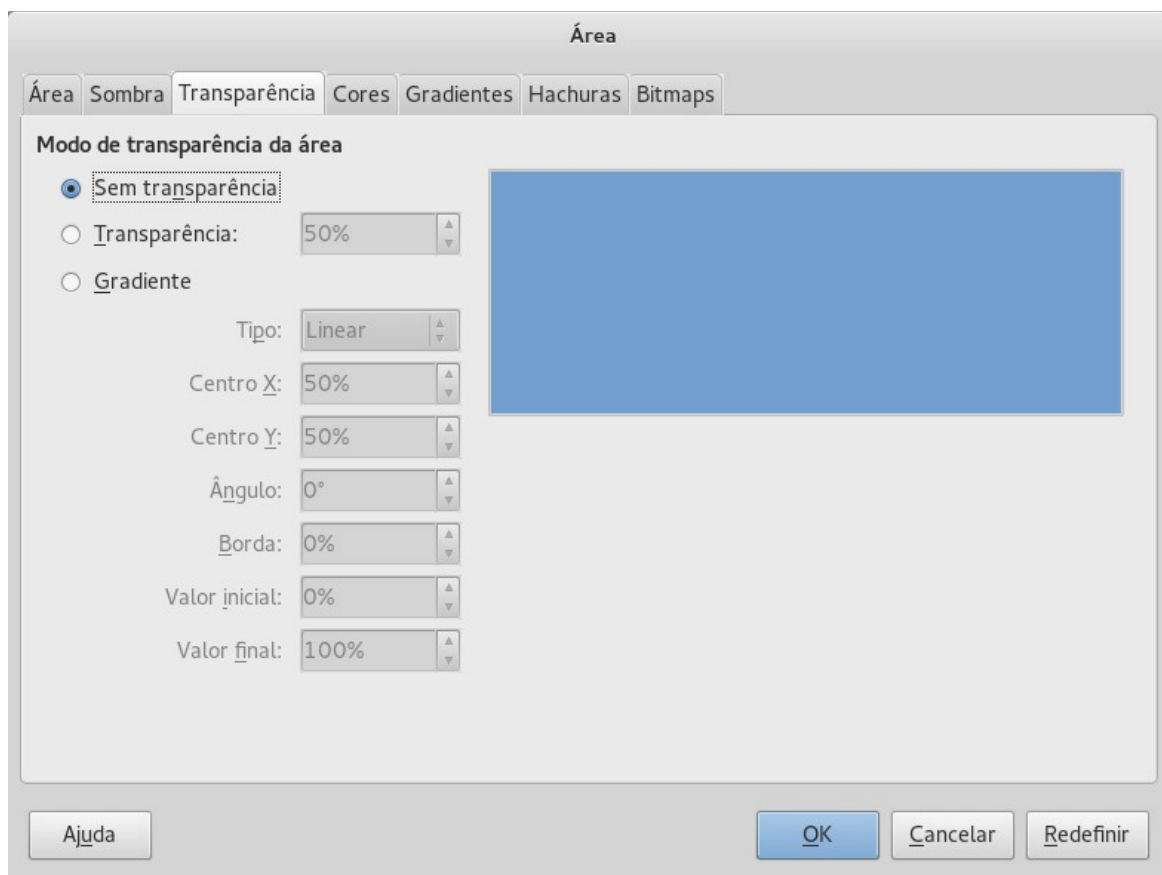 Área
Área Sombra Transparência Cores Gradientes Hachuras Bitmaps
Modo de transparência da área
Sem transparência
Transparência: 50%
Gradiente
Tipo: Linear
Centro X: 50%
Centro Y: 50%
Ângulo: 0°
Borda: 0%
Valor inicial: 0%
Valor final: 100%
Ajuda OK Cancelar Redefinir